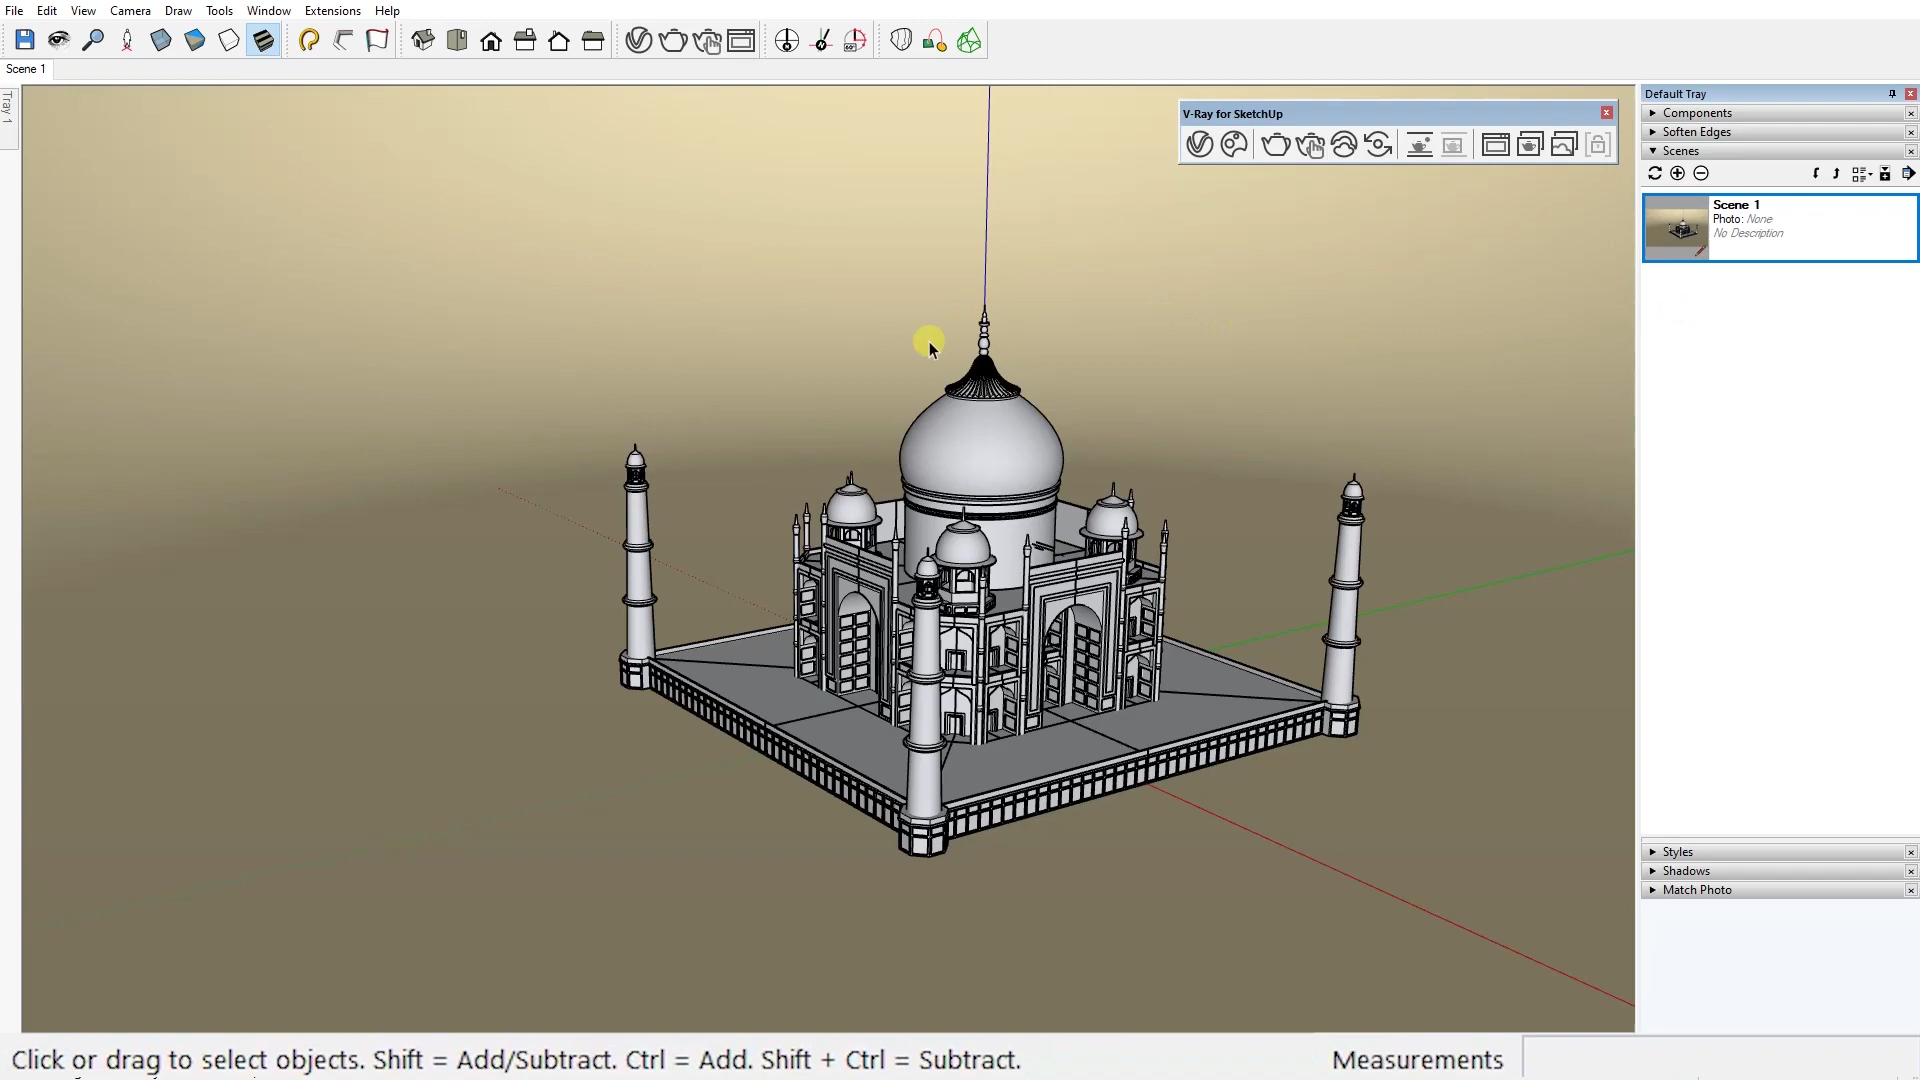 File Edit View Camera Draw Tools Window Extensions Help
Scene 1
Tray 1
V-Ray for SketchUp
Default Tray
Components
Soften Edges
Scenes
Scene 1
Photo: None
No Description
Styles
Shadows
Match Photo
Click or drag to select objects. Shift = Add/Subtract. Ctrl = Add. Shift + Ctrl = Subtract.
Measurements